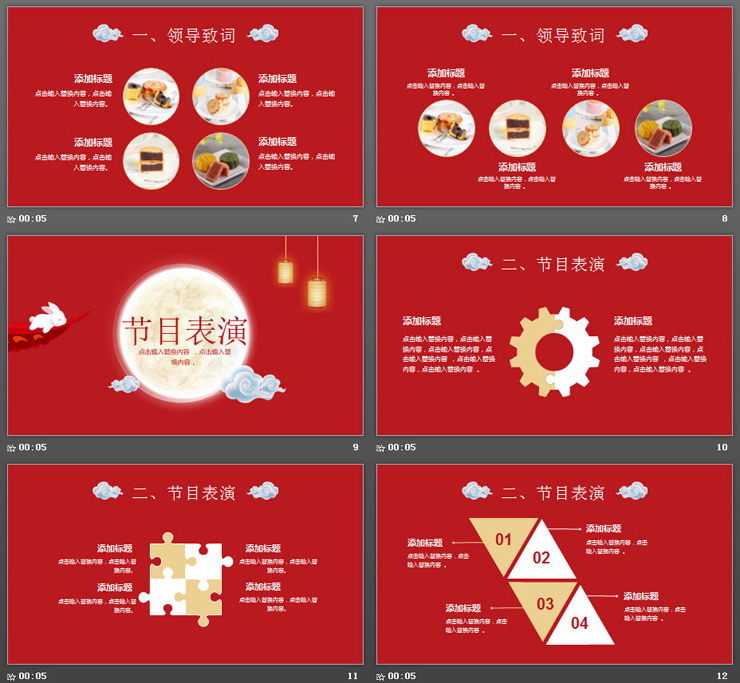 一、领导致词
添加标题
点击输入替换内容，点击输
入替换内容。
添加标题
点击输入替换内容，点击输
入替换内容。
添加标题
点击输入替换内容，点击输
入替换内容。
添加标题
点击输入替换内容，点击输
入替换内容。
00:05
7
一、领导致词
添加标题
点击输入替换内容，点击输入替
换内容 。
添加标题
点击输入替换内容，点击输入替
换内容 。
添加标题
点击输入替换内容，点击输入替
换内容 。
添加标题
点击输入替换内容，点击输入替
换内容 。
00:05
8
节目表演
点击输入替换内容 ，点击输入替
换内容 。
00:05
9
二、节目表演
添加标题
点击输入替换内容，点击输入替
换内容，点击输入替换内容，点
击输入替换内容，点击输入替换
内容，点击输入替换内容 。
添加标题
点击输入替换内容，点击输入替
换内容，点击输入替换内容，点
击输入替换内容，点击输入替换
内容，点击输入替换内容 。
00:05
10
二、节目表演
添加标题
点击输入替换内容，点击输入替
换内容。
添加标题
点击输入替换内容，点击输入替
换内容。
添加标题
点击输入替换内容，点击输入替
换内容。
添加标题
点击输入替换内容，点击输入替
换内容。
00:05
11
二、节目表演
01
02
03
04
添加标题
点击输入替换内容，点击
输入替换内容 。
添加标题
点击输入替换内容，点击
输入替换内容 。
添加标题
点击输入替换内容，点击
输入替换内容 。
添加标题
点击输入替换内容，点击
输入替换内容 。
00:05
12